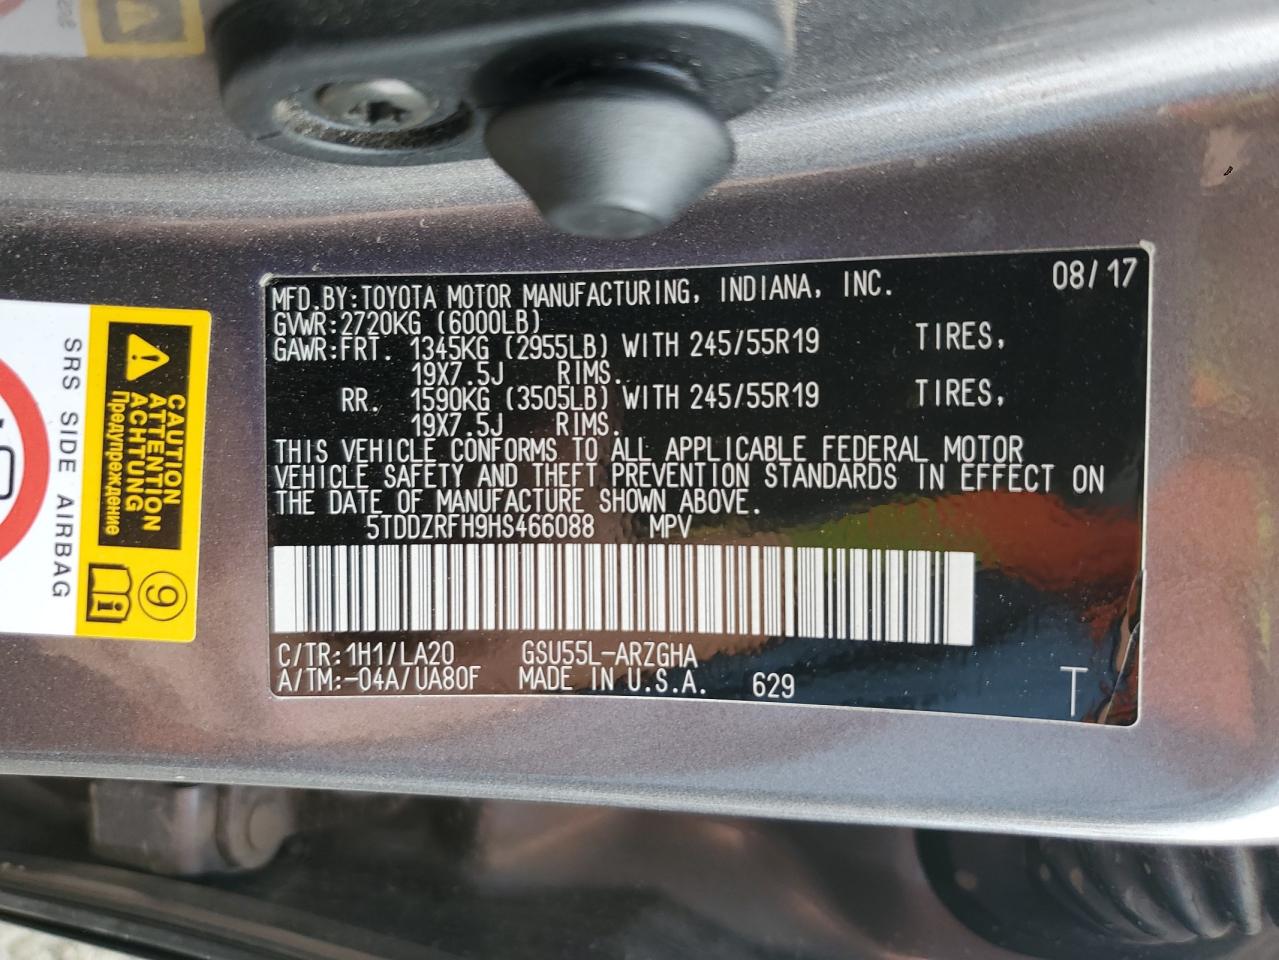 MFD.BY:TOYOTA MOTOR MANUFACTURING, INDIANA, INC. 08/17
GVWR:2720KG (6000LB)
GAWR:FRT. 1345KG (2955LB) WITH 245/55R19 TIRES,
19X7.5J RIMS.
RR. 1590KG (3505LB) WITH 245/55R19 TIRES,
19X7.5J RIMS.
THIS VEHICLE CONFORMS TO ALL APPLICABLE FEDERAL MOTOR
VEHICLE SAFETY AND THEFT PREVENTION STANDARDS IN EFFECT ON
THE DATE OF MANUFACTURE SHOWN ABOVE.
5TDDZRFH9HS466088 MPV
C/TR:1H1/LA20 GSU55L-ARZGHA
A/TM:-04A/UA80F MADE IN U.S.A. 629 T
CAUTION
ATTENTION
ACHTUNG
Предупреждение
9
SRS SIDE AIRBAG